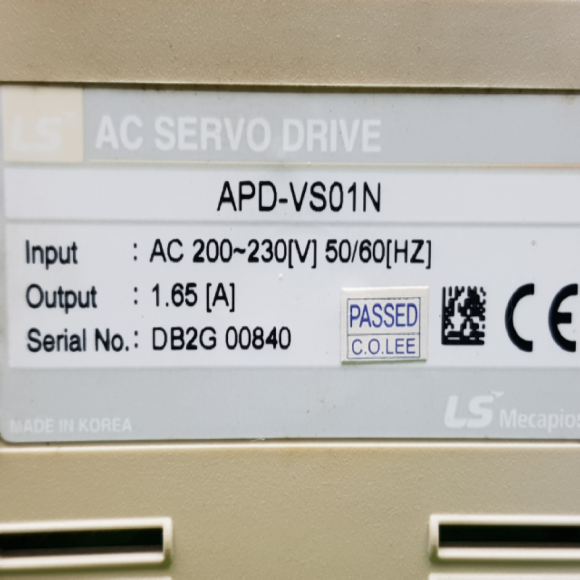 LS AC SERVO DRIVE
APD-VS01N
Input : AC 200~230[V] 50/60[HZ]
Output : 1.65 [A]
Serial No. : DB2G 00840
PASSED
C.O.LEE
CE
MADE IN KOREA
LS Mecapios